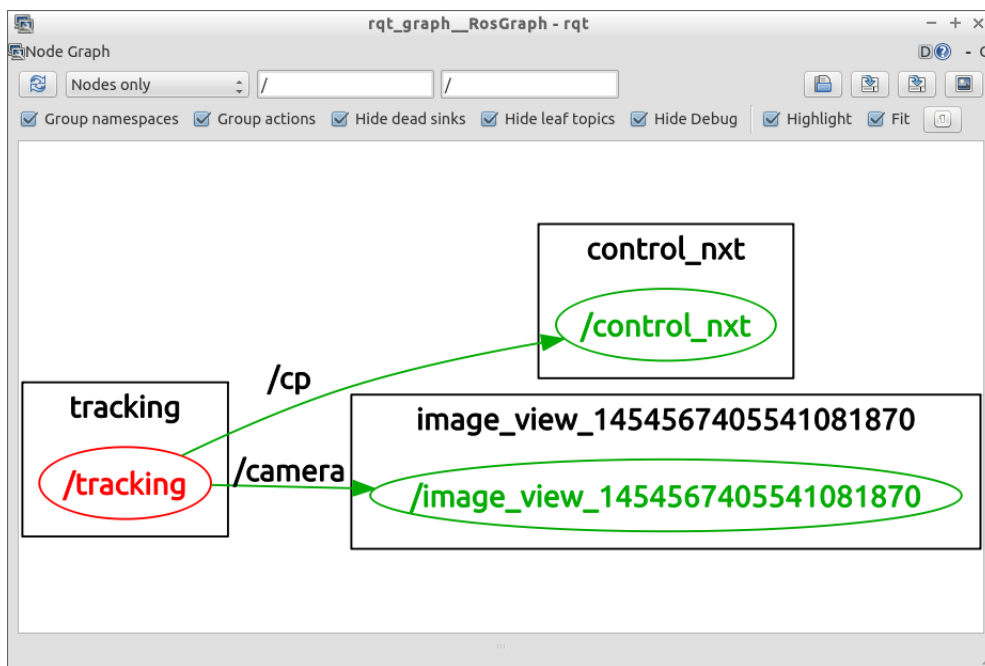 rqt_graph__RosGraph - rqt
Node Graph
D
Nodes only
/
/
Group namespaces
Group actions
Hide dead sinks
Hide leaf topics
Hide Debug
Highlight
Fit
control_nxt
/control_nxt
/cp
tracking
/tracking
/camera
image_view_1454567405541081870
/image_view_1454567405541081870